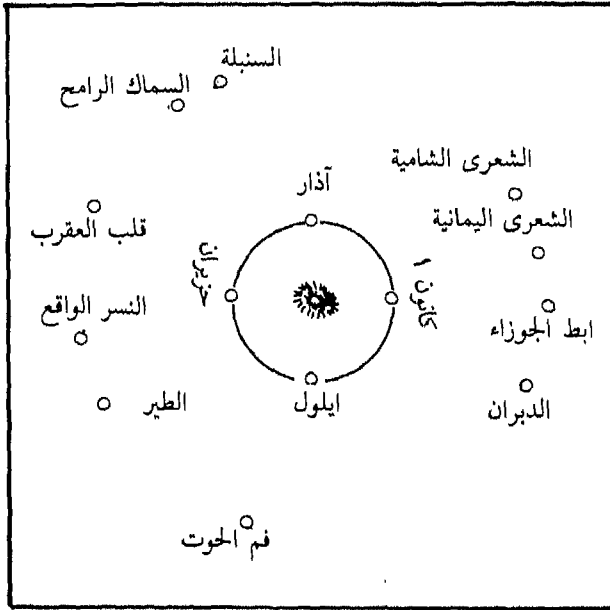 السنبلة
السماك الرامح
الشعرى الشامية
آذار
الشعرى اليمانية
قلب العقرب
حزيران
كانون ١
النسر الواقع
ابط الجوزاء
الطير
ايلول
الدبران
فم الحوت